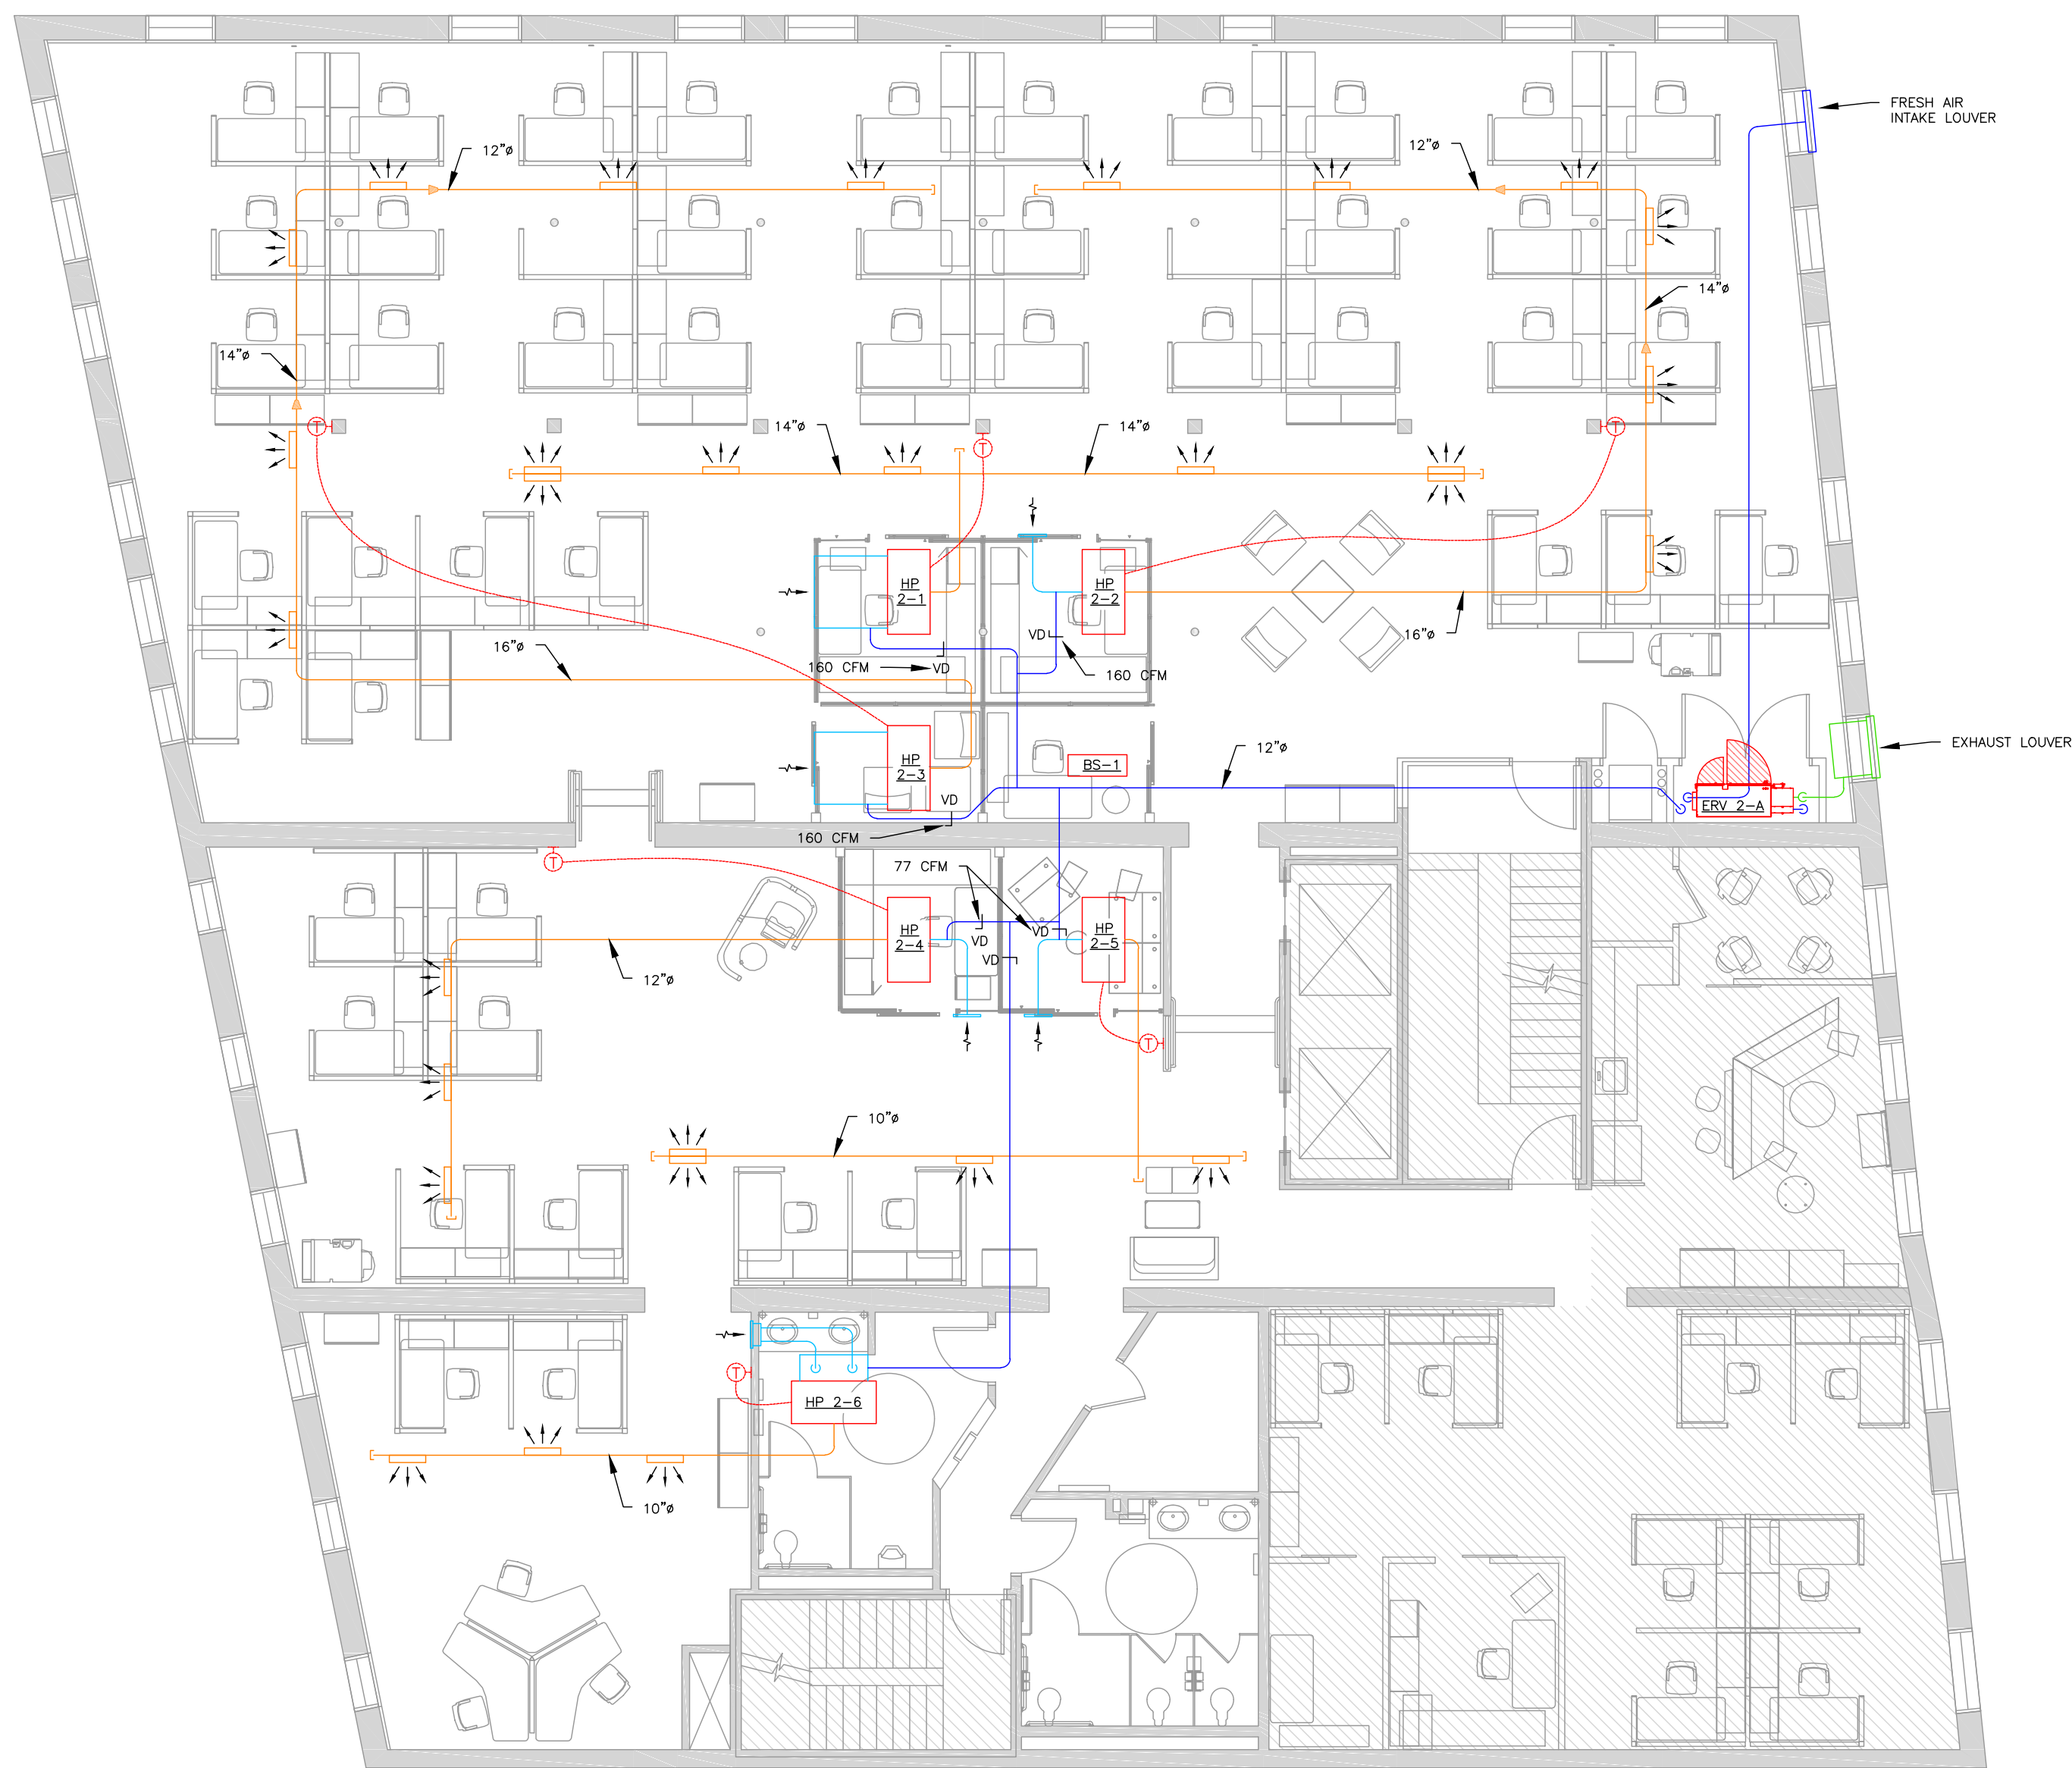 FRESH AIR
INTAKE LOUVER
12"ø
12"ø
14"ø
14"ø
T
14"ø
14"ø
T
T
HP
2-1
HP
2-2
16"ø
VD
16"ø
160 CFM
VD
160 CFM
HP
2-3
BS-1
12"ø
EXHAUST LOUVER
VD
ERV 2-A
160 CFM
T
77 CFM
HP
2-4
VD
VD
HP
2-5
VD
12"ø
T
10"ø
T
HP 2-6
10"ø